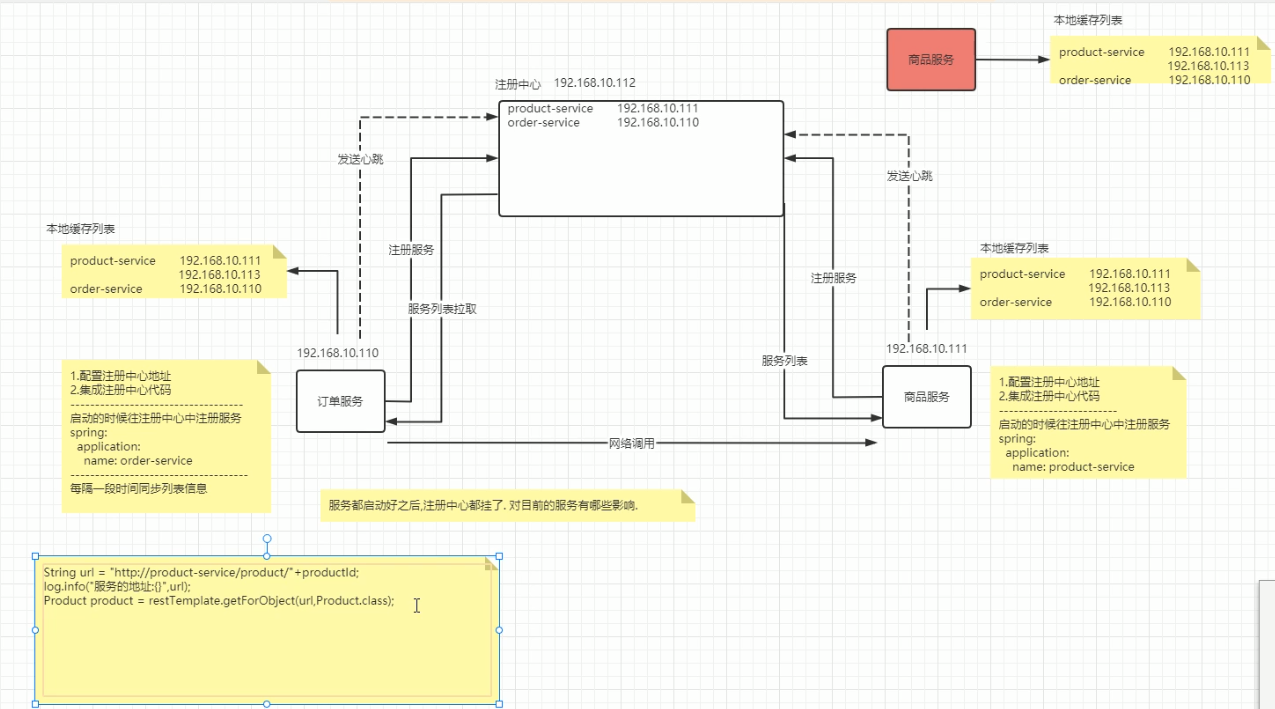 本地缓存列表
商品服务
product-service 192.168.10.111
192.168.10.113
order-service 192.168.10.110
注册中心 192.168.10.112
product-service 192.168.10.111
order-service 192.168.10.110
发送心跳
发送心跳
本地缓存列表
product-service 192.168.10.111
192.168.10.113
order-service 192.168.10.110
注册服务
服务列表拉取
本地缓存列表
product-service 192.168.10.111
192.168.10.113
order-service 192.168.10.110
注册服务
服务列表
192.168.10.110
订单服务
192.168.10.111
商品服务
1.配置注册中心地址
2.集成注册中心代码
---------------------------------
启动的时候往注册中心中注册服务
spring:
application:
name: order-service
----------------------------------
每隔一段时间同步列表信息
1.配置注册中心地址
2.集成注册中心代码
----------------------
启动的时候往注册中心中注册服务
spring:
application:
name: product-service
网络调用
服务都启动好之后,注册中心都挂了. 对目前的服务有哪些影响.
String url = "http://product-service/product/"+productId;
log.info("服务的地址:{}",url);
Product product = restTemplate.getForObject(url,Product.class);